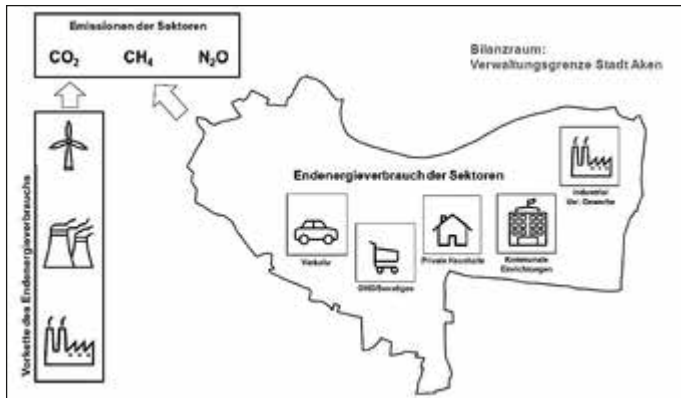 Emissionen der Sektoren
CO₂ CH₄ N₂O
Bilanzraum:
Verwaltungsgrenze Stadt Aken
Vorkette des Endenergieverbrauchs
Endenergieverbrauch der Sektoren
Verkehr
GHD/Sonstiges
Private Haushalte
Kommunale
Einrichtungen
Industrie/
Gewerbe